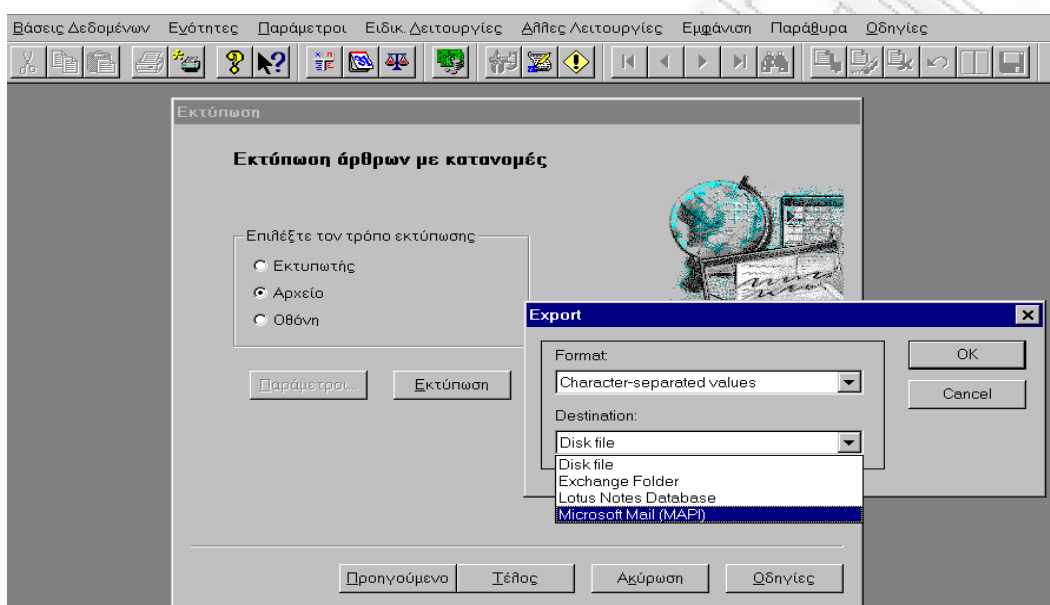 Βάσεις Δεδομένων Ενότητες Παράμετροι Ειδικ. Λειτουργίες Άλλες Λειτουργίες Εμφάνιση Παράθυρα Οδηγίες
Εκτύπωση
Εκτύπωση άρθρων με κατανομές
Επιλέξτε τον τρόπο εκτύπωσης
Εκτυπωτής
Αρχείο
Οθόνη
Παράμετροι... Εκτύπωση
Export
Format:
Character-separated values
Destination:
Disk file
Disk file
Exchange Folder
Lotus Notes Database
Microsoft Mail (MAPI)
OK
Cancel
Προηγούμενο Τέλος Ακύρωση Οδηγίες